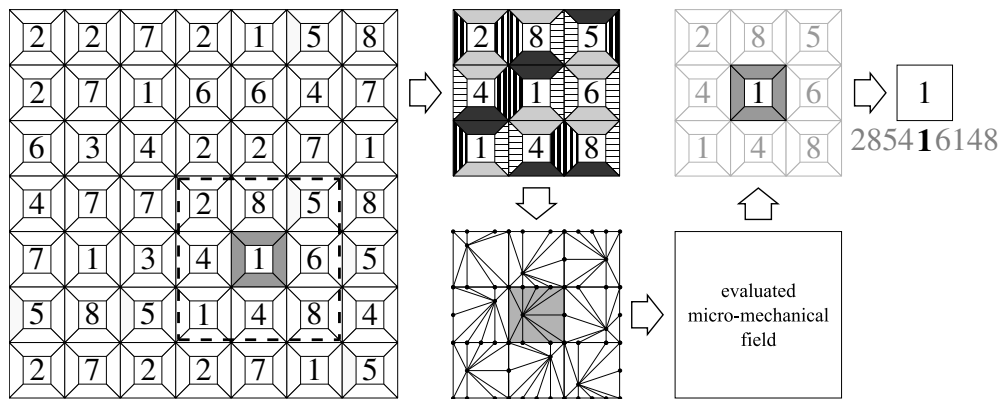 2 2 7 2 1 5 8
2 7 1 6 6 4 7
6 3 4 2 2 7 1
4 7 7 2 8 5 8
7 1 3 4 1 6 5
5 8 5 1 4 8 4
2 7 2 2 7 1 5
2 8 5
4 1 6
1 4 8
2 8 5
4 1 6
1 4 8
1
285416148
evaluated
micro-mechanical
field